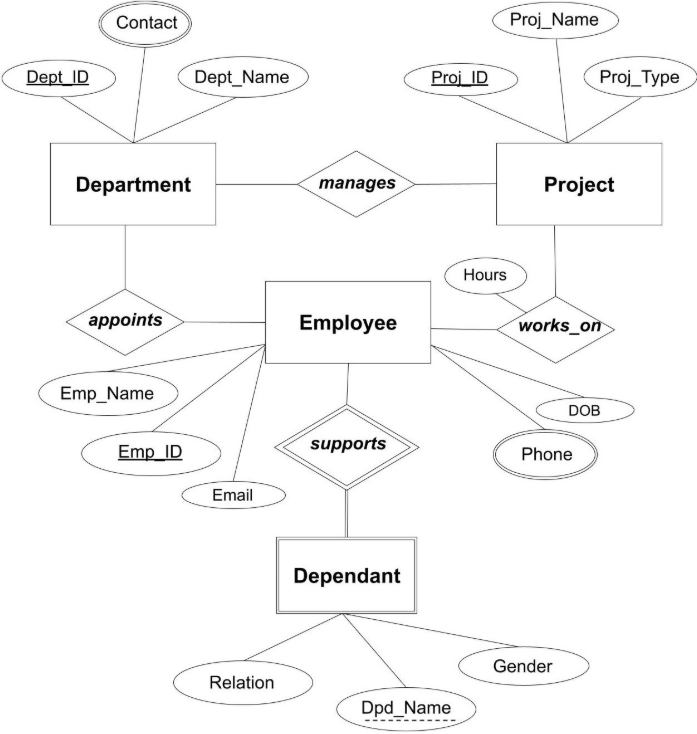 Contact
Proj_Name
Dept_ID
Dept_Name
Proj_ID
Proj_Type
Department
manages
Project
Hours
appoints
Employee
works_on
Emp_Name
DOB
Emp_ID
supports
Phone
Email
Dependant
Relation
Gender
Dpd_Name